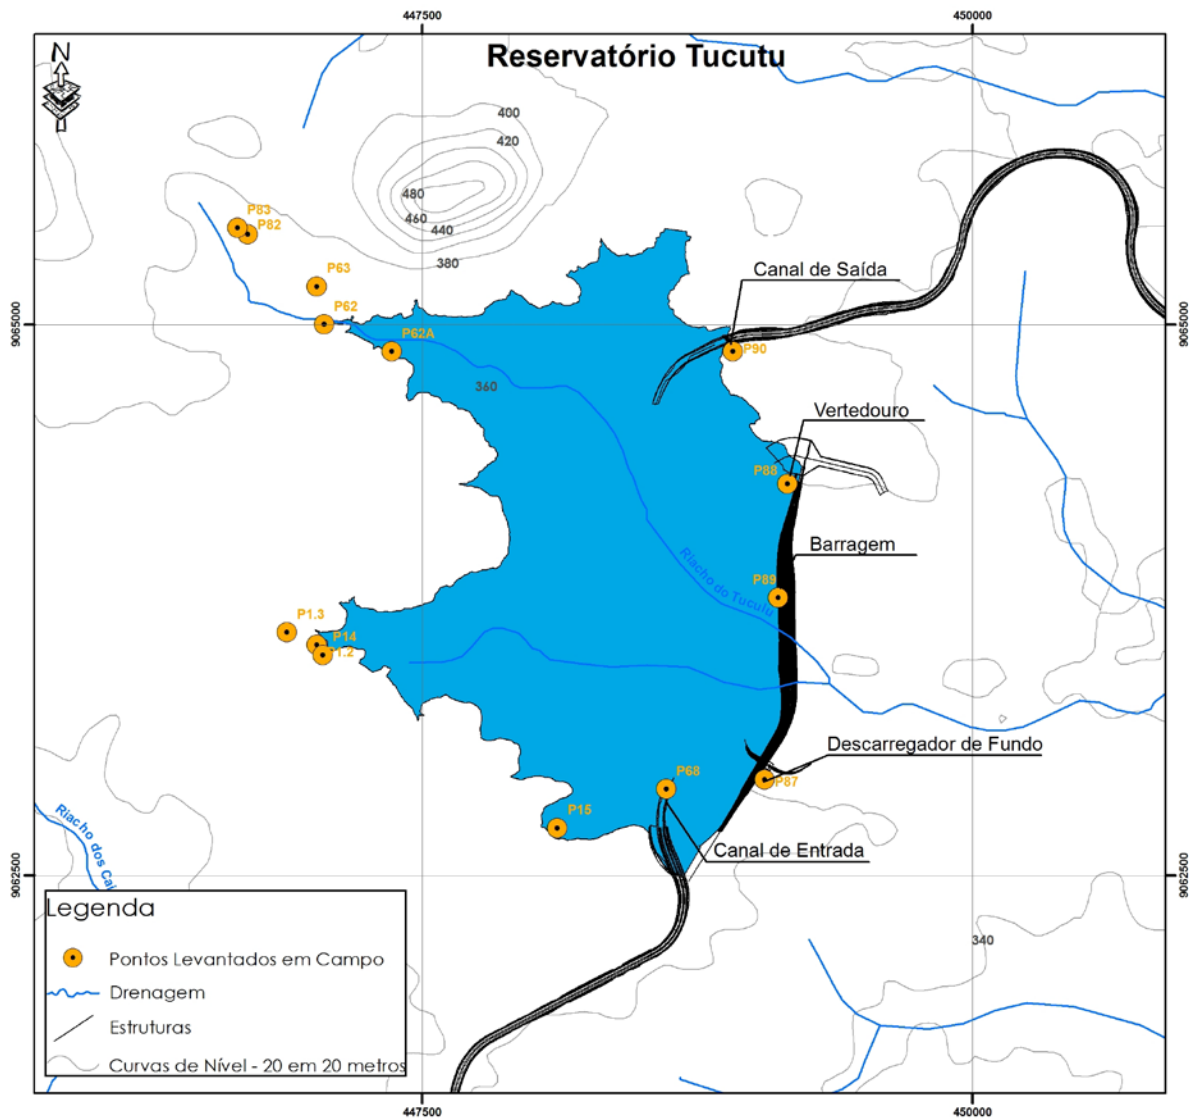 447500
450000
Reservatório Tucutu
N
400
420
480
460
440
380
P83
P82
P63
P62
P62A
Canal de Saída
P90
9065000
9065000
360
Vertedouro
P88
Barragem
P89
Riacho do Tucutu
P1.3
P14
Descarregador de Fundo
P87
P68
P15
Canal de Entrada
Riacho dos Cai
9062500
9062500
340
Legenda
Pontos Levantados em Campo
Drenagem
Estruturas
Curvas de Nível - 20 em 20 metros
447500
450000